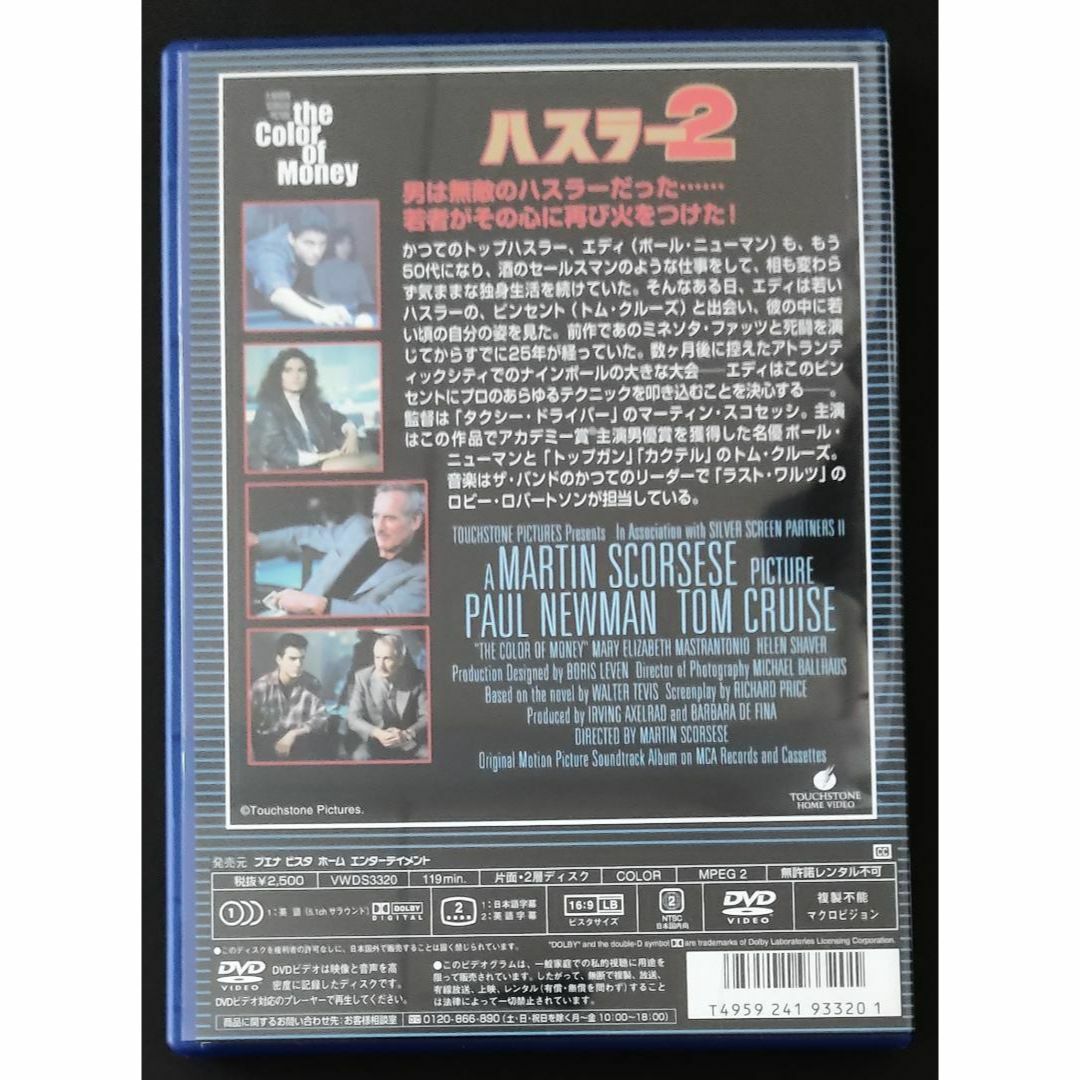 the
Color
of
Money
ハスラー2
男は無敵のハスラーだった……
若者がその心に再び火をつけた！
かつてのトップハスラー、エディ（ポール・ニューマン）も、もう
50代になり、酒のセールスマンのような仕事をして、相も変わら
ず気ままな独身生活を続けていた。そんなある日、エディは若い
ハスラーの、ビンセント（トム・クルーズ）と出会い、彼の中に若
い頃の自分の姿を見た。前作であのミネソタ・ファッツと死闘を演
じてからすでに25年が経っていた。数ヶ月後に控えたアトランテ
ィックシティでのナインボールの大きな大会── エディはこのビン
セントにプロのあらゆるテクニックを叩き込むことを決心する──。
監督は「タクシー・ドライバー」のマーティン・スコセッシ。主演
はこの作品でアカデミー賞®主演男優賞を獲得した名優ポール・
ニューマンと「トップガン」「カクテル」のトム・クルーズ。
音楽はザ・バンドのかつてのリーダーで「ラスト・ワルツ」の
ロビー・ロバートソンが担当している。
TOUCHSTONE PICTURES Presents In Association with SILVER SCREEN PARTNERS II
A MARTIN SCORSESE PICTURE
PAUL NEWMAN TOM CRUISE
"THE COLOR OF MONEY" MARY ELIZABETH MASTRANTONIO HELEN SHAVER
Production Designed by BORIS LEVEN Director of Photography MICHAEL BALLHAUS
Based on the novel by WALTER TEVIS Screenplay by RICHARD PRICE
Produced by IRVING AXELRAD and BARBARA DE FINA
DIRECTED BY MARTIN SCORSESE
Original Motion Picture Soundtrack Album on MCA Records and Cassettes
TOUCHSTONE
HOME VIDEO
©Touchstone Pictures.
発売元 ブエナ ビスタ ホーム エンターテイメント
CC
税抜¥2,500 VWDS3320 119min. 片面・2層ディスク COLOR MPEG 2 無許諾レンタル不可
1 1：英 語（5.1ch サラウンド） DOLBY DIGITAL
2 1：日本語字幕
2：英語字幕
16:9 LB
ビスタサイズ
2
NTSC
日本国内向
DVD
VIDEO
複製不能
マクロビジョン
●このディスクを権利者の許可なしに、日本国外で販売することは固く禁じられています。
"DOLBY" and the double-D symbol are trademarks of Dolby Laboratories Licensing Corporation.
DVD
VIDEO
DVDビデオは映像と音声を高
密度に記録したディスクです。
DVDビデオ対応のプレーヤーで再生してください。
●このビデオグラムは、一般家庭での私的視聴に用途を
限って販売されています。したがって、無断で複製、放送、
有線放送、上映、レンタル（有償・無償を問わず）すること
は法律によって一切禁止されています。
商品に関するお問い合わせ先：お客様相談室 0120-866-890（土・日・祝日を除く月〜金 10:00〜18:00）
T4959 241 93320 1